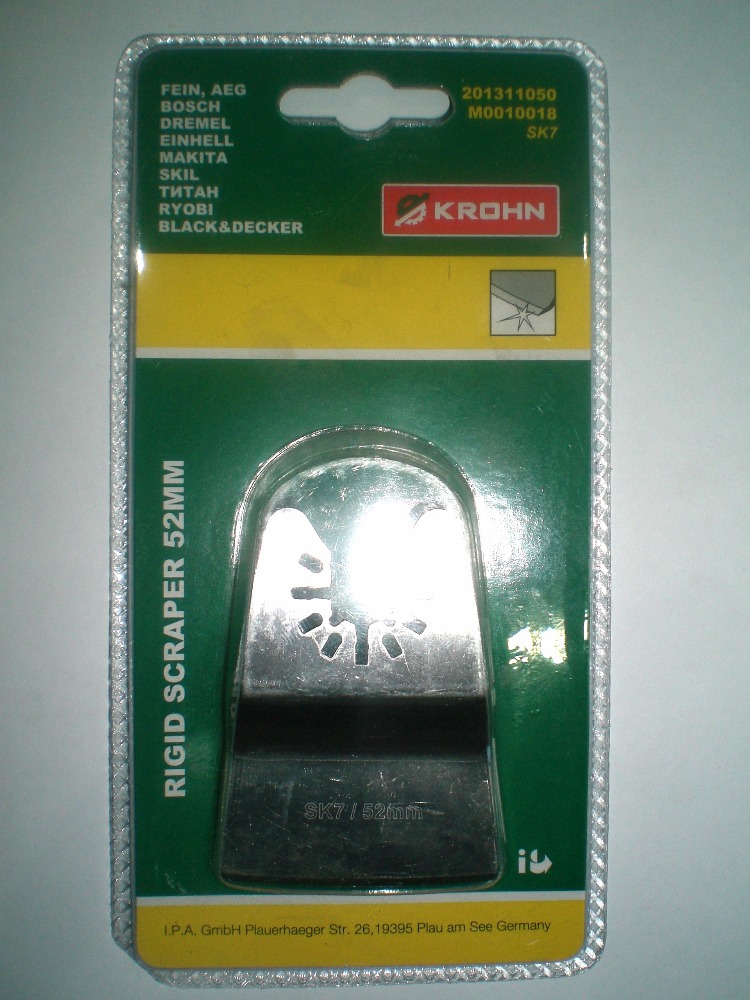 FEIN, AEG
BOSCH
DREMEL
EINHELL
MAKITA
SKIL
ТИТАН
RYOBI
BLACK&DECKER
201311050
M0010018
SK7
KROHN
RIGID SCRAPER 52MM
SK7 / 52mm
i
I.P.A. GmbH Plauerhaeger Str. 26,19395 Plau am See Germany